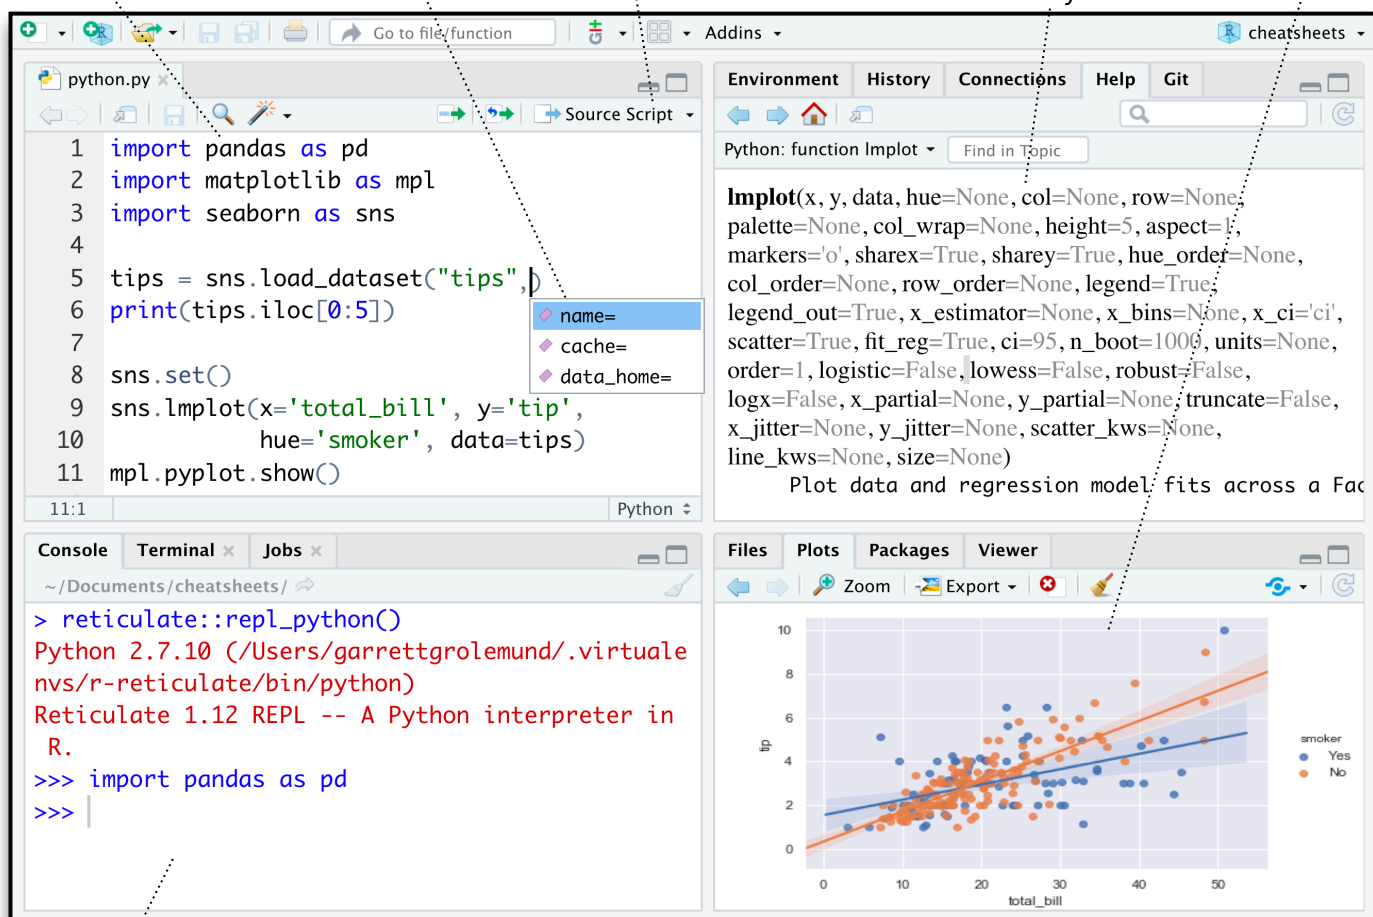 Go to file/function
Addins
cheatsheets
python.py
Source Script
1 import pandas as pd
2 import matplotlib as mpl
3 import seaborn as sns
4
5 tips = sns.load_dataset("tips",)
6 print(tips.iloc[0:5])
7
8 sns.set()
9 sns.lmplot(x='total_bill', y='tip',
10 hue='smoker', data=tips)
11 mpl.pyplot.show()
name=
cache=
data_home=
11:1
Python
Environment History Connections Help Git
Python: function lmplot
Find in Topic
lmplot(x, y, data, hue=None, col=None, row=None,
palette=None, col_wrap=None, height=5, aspect=1,
markers='o', sharex=True, sharey=True, hue_order=None,
col_order=None, row_order=None, legend=True,
legend_out=True, x_estimator=None, x_bins=None, x_ci='ci',
scatter=True, fit_reg=True, ci=95, n_boot=1000, units=None,
order=1, logistic=False, lowess=False, robust=False,
logx=False, x_partial=None, y_partial=None, truncate=False,
x_jitter=None, y_jitter=None, scatter_kws=None,
line_kws=None, size=None)
Plot data and regression model fits across a Fac
Console Terminal Jobs
~/Documents/cheatsheets/
> reticulate::repl_python()
Python 2.7.10 (/Users/garrettgrolemund/.virtuale
nvs/r-reticulate/bin/python)
Reticulate 1.12 REPL -- A Python interpreter in
R.
>>> import pandas as pd
>>>
Files Plots Packages Viewer
Zoom Export
10
8
6
4
2
0
tip
0 10 20 30 40 50
total_bill
smoker
Yes
No